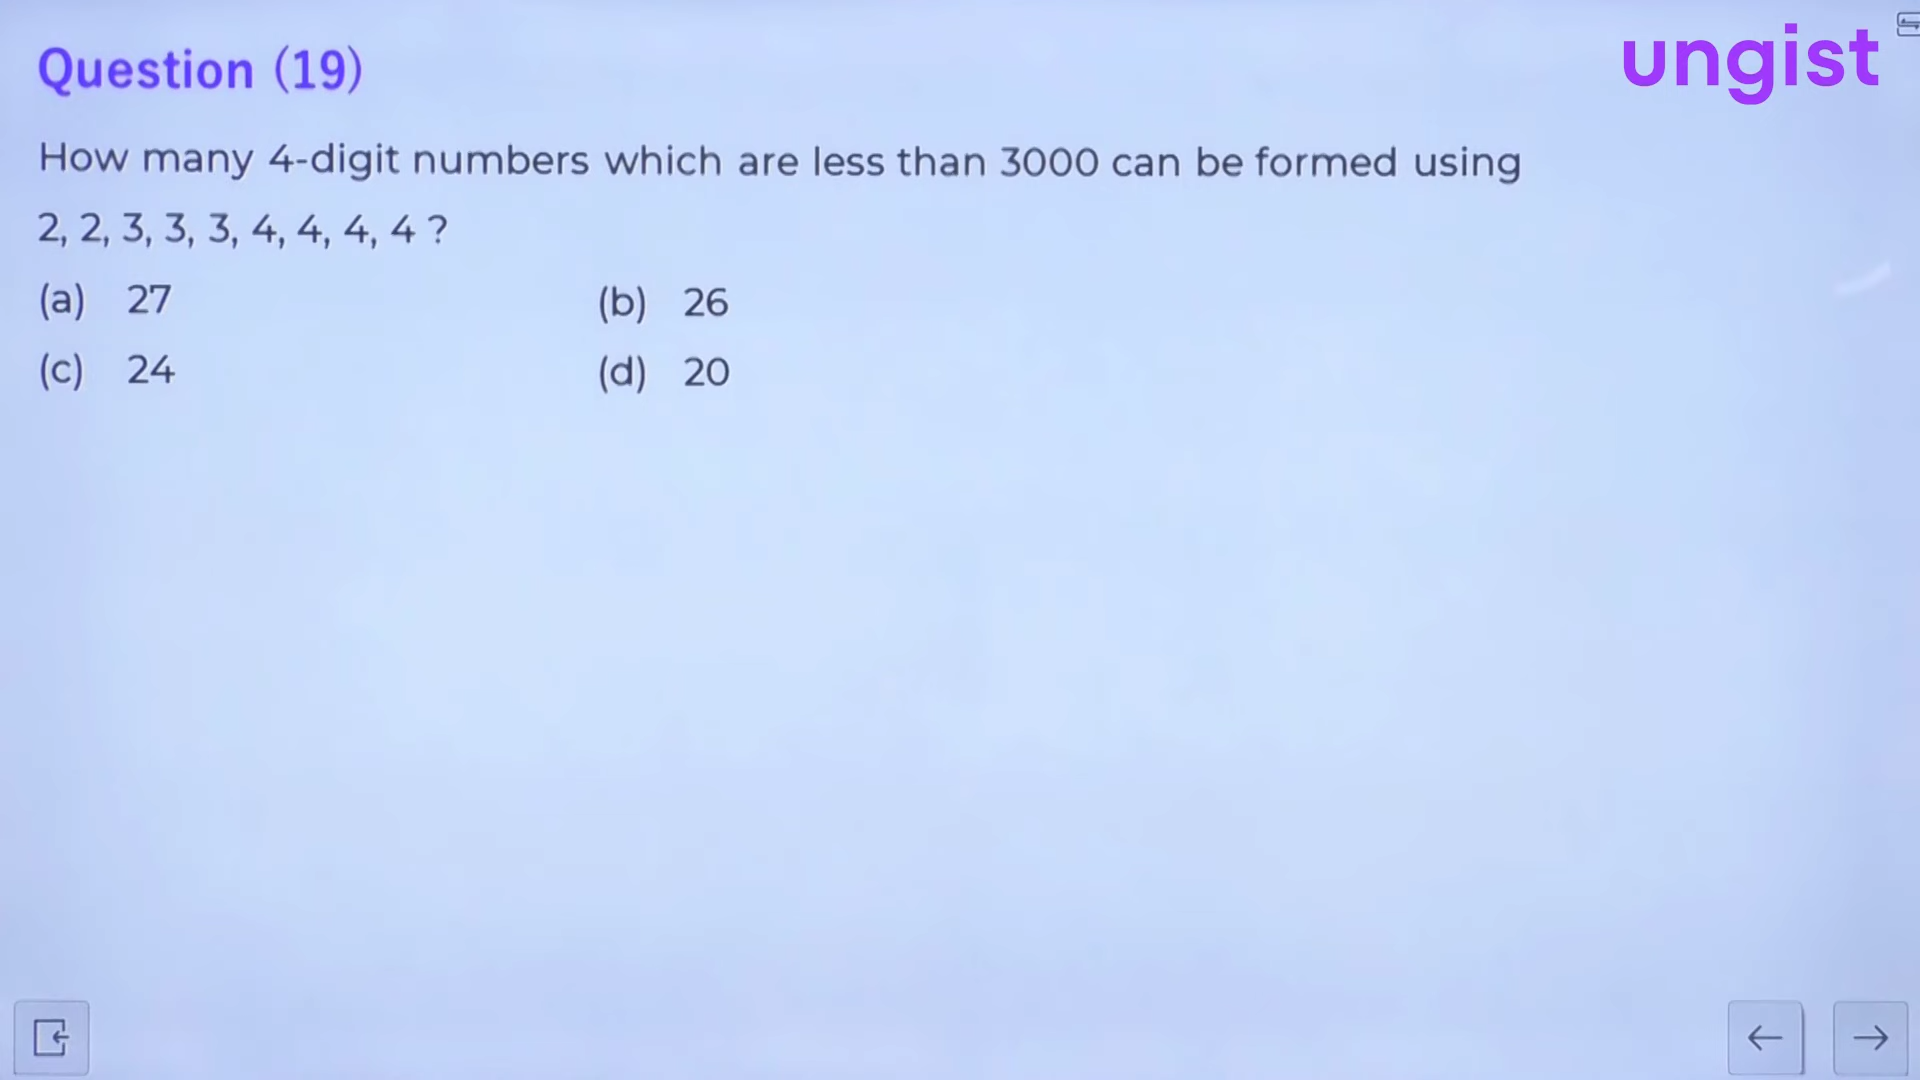 Question (19)
ungist
How many 4-digit numbers which are less than 3000 can be formed using
2, 2, 3, 3, 3, 4, 4, 4, 4 ?
(a) 27
(b) 26
(c) 24
(d) 20